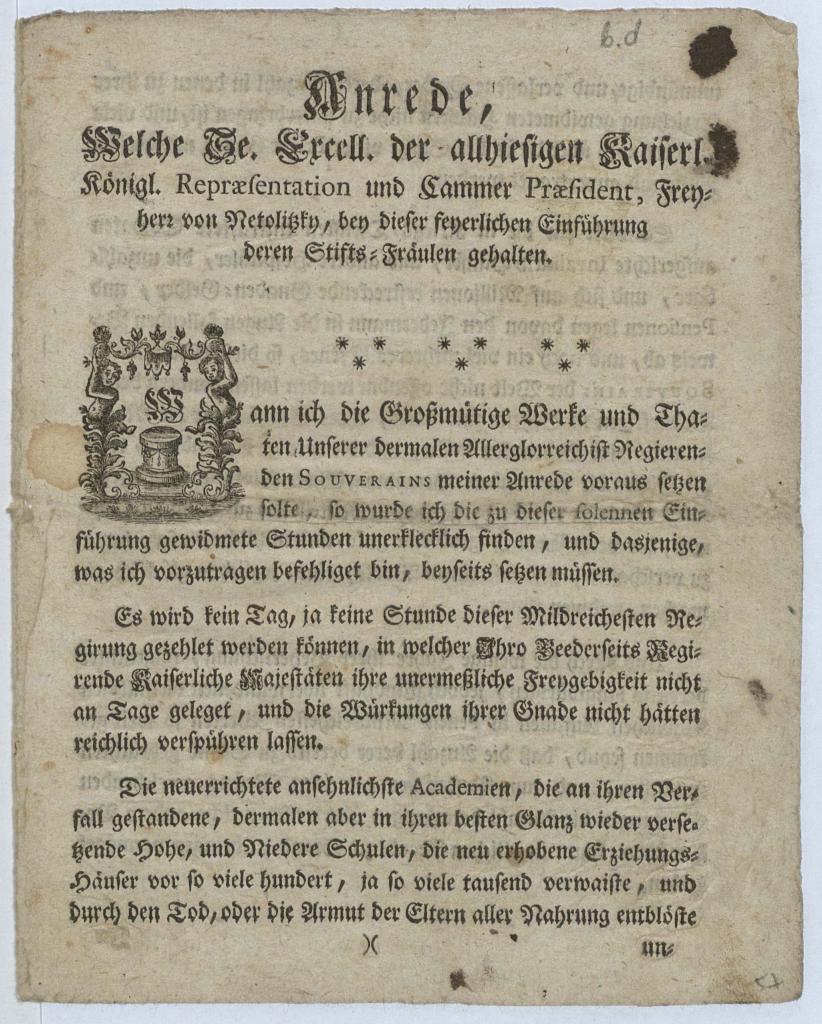 b.d
Anrede,
Welche Se. Excell. der allhiesigen Kaiserl.
Königl. Repræsentation und Cammer Præsident, Frey-
herr von Netolitzky, bey dieser feyerlichen Einführung
deren Stifts-Fräulen gehalten.
* * * * * *
* * *
Wann ich die Großmütige Werke und Tha-
ten Unserer dermalen Allerglorreichist Regieren-
den SOUVERAINS meiner Anrede voraus setzen
solte, so wurde ich die zu dieser solennen Ein-
führung gewidmete Stunden unerklecklich finden, und dasjenige,
was ich vorzutragen befehliget bin, beyseits setzen müssen.
Es wird kein Tag, ja keine Stunde dieser Mildreichesten Re-
girung gezehlet werden können, in welcher Ihro Beederseits Regi-
rende Kaiserliche Majestäten ihre unermeßliche Freygebigkeit nicht
an Tage geleget, und die Würkungen ihrer Gnade nicht hätten
reichlich verspühren lassen.
Die neuerrichtete ansehnlichste Academien, die an ihren Ver-
fall gestandene, dermalen aber in ihren besten Glanz wieder verse-
tzende Hohe, und Niedere Schulen, die neu erhobene Erziehungs-
Häuser vor so viele hundert, ja so viele tausend verwaiste, und
durch den Tod, oder die Armut der Eltern aller Nahrung entblöste
)( un-